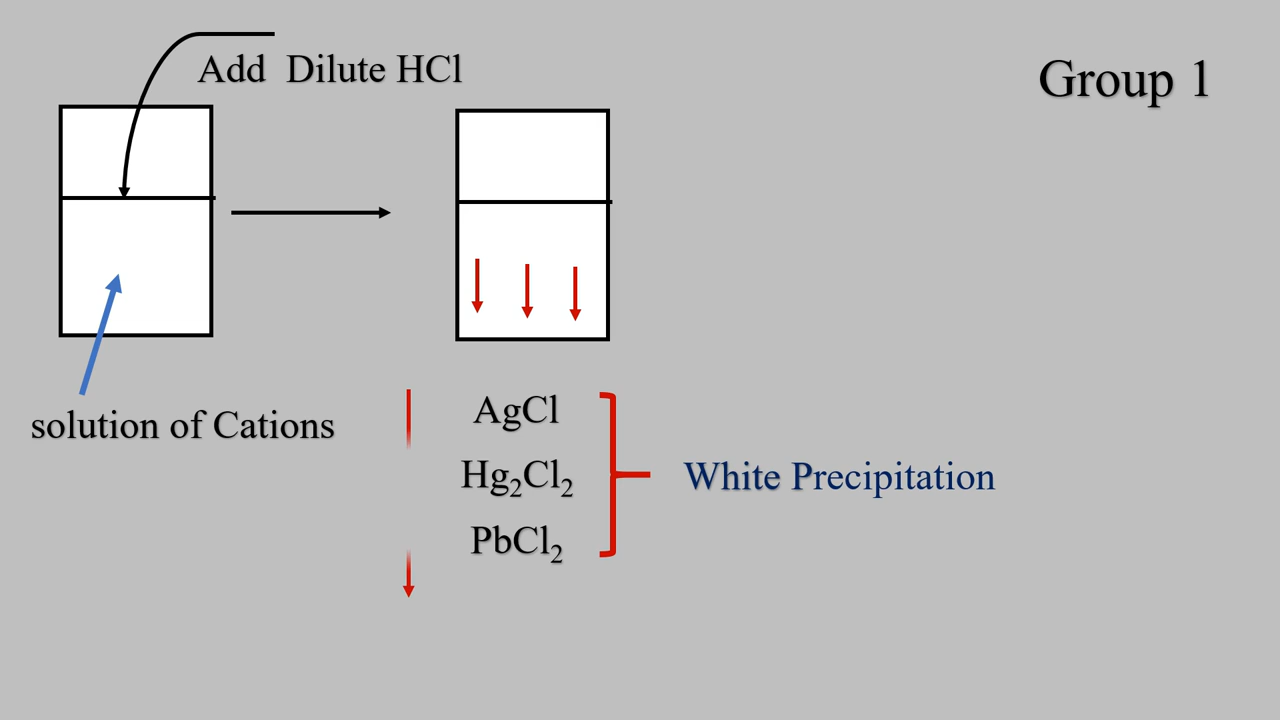 Add Dilute HCl
Group 1
solution of Cations
AgCl
Hg₂Cl₂
White Precipitation
PbCl₂